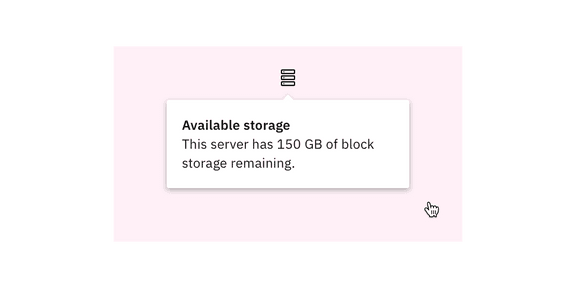 Available storage
This server has 150 GB of block
storage remaining.